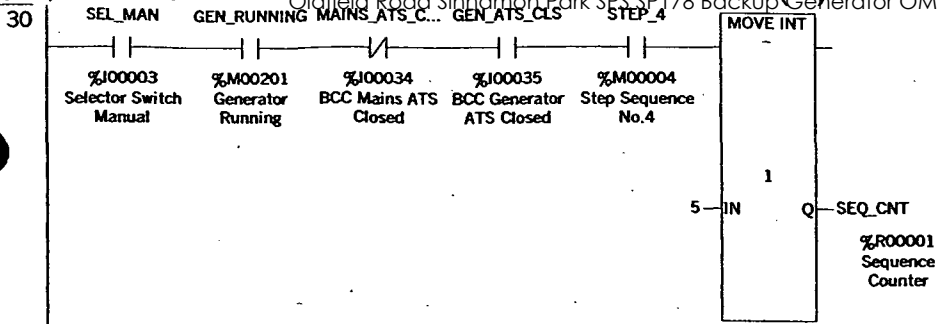 Oldfield Road Sinnamon Park SPS SP178 Backup Generator OM
30
SEL_MAN GEN_RUNNING MAINS_ATS_C... GEN_ATS_CLS STEP_4
MOVE INT
%I00003 %M00201 %I00034 %I00035 %M00004
Selector Switch Generator BCC Mains ATS BCC Generator Step Sequence
Manual Running Closed ATS Closed No.4
1
5 IN Q SEQ_CNT
%R00001
Sequence
Counter